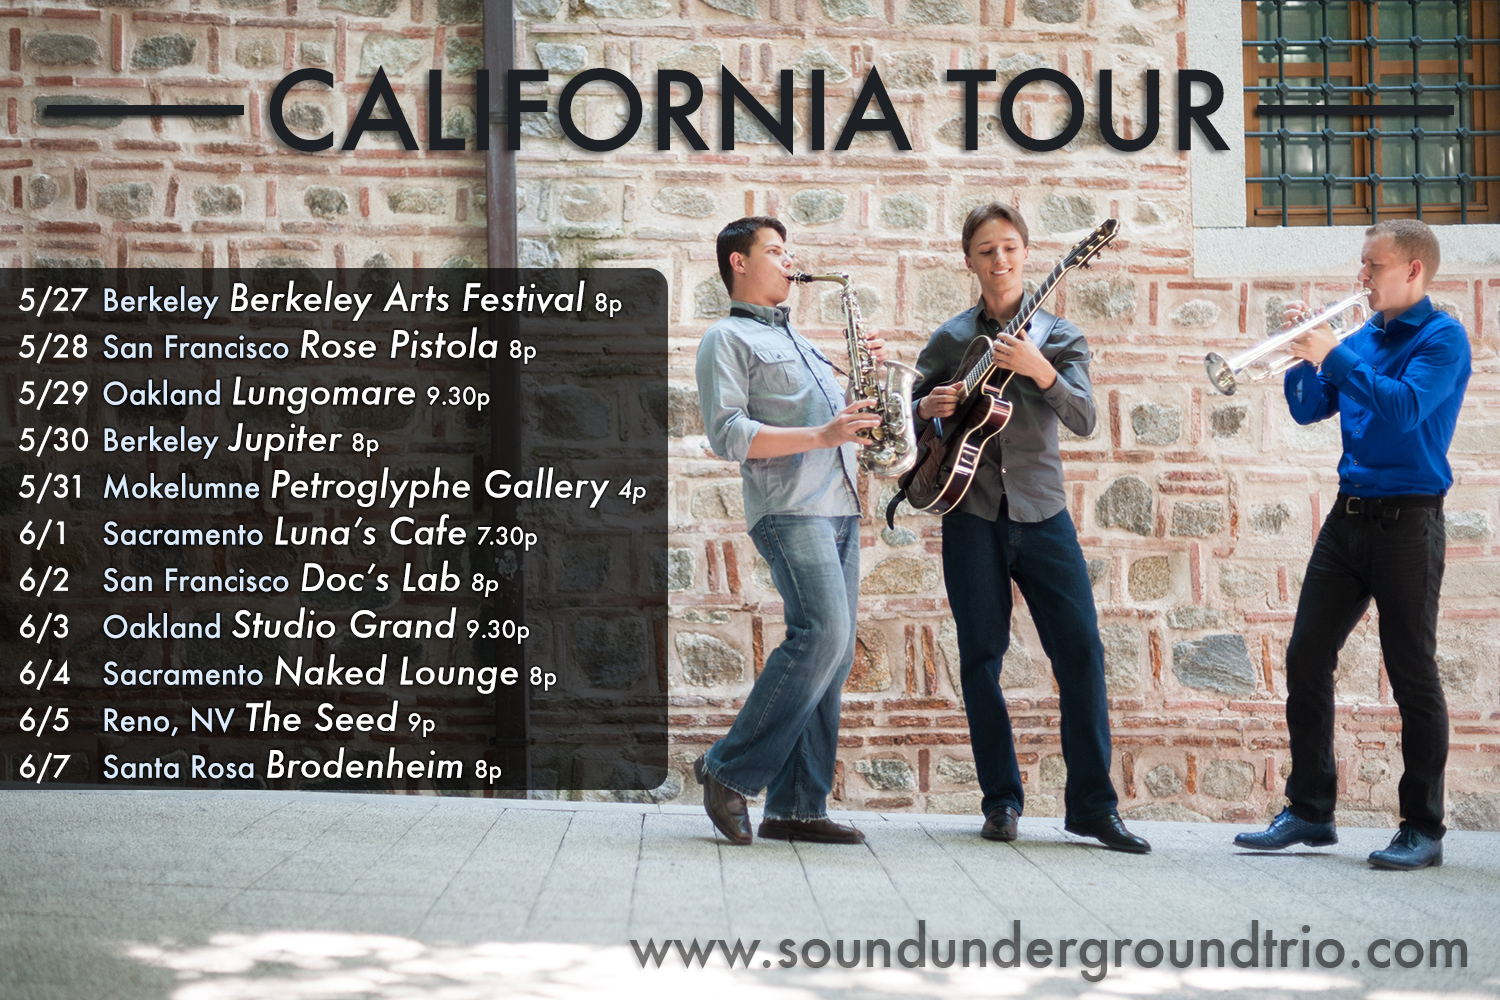 CALIFORNIA TOUR
5/27 Berkeley Berkeley Arts Festival 8p
5/28 San Francisco Rose Pistola 8p
5/29 Oakland Lungomare 9.30p
5/30 Berkeley Jupiter 8p
5/31 Mokelumne Petroglyphe Gallery 4p
6/1 Sacramento Luna's Cafe 7.30p
6/2 San Francisco Doc's Lab 8p
6/3 Oakland Studio Grand 9.30p
6/4 Sacramento Naked Lounge 8p
6/5 Reno, NV The Seed 9p
6/7 Santa Rosa Brodenheim 8p
www.soundundergroundtrio.com